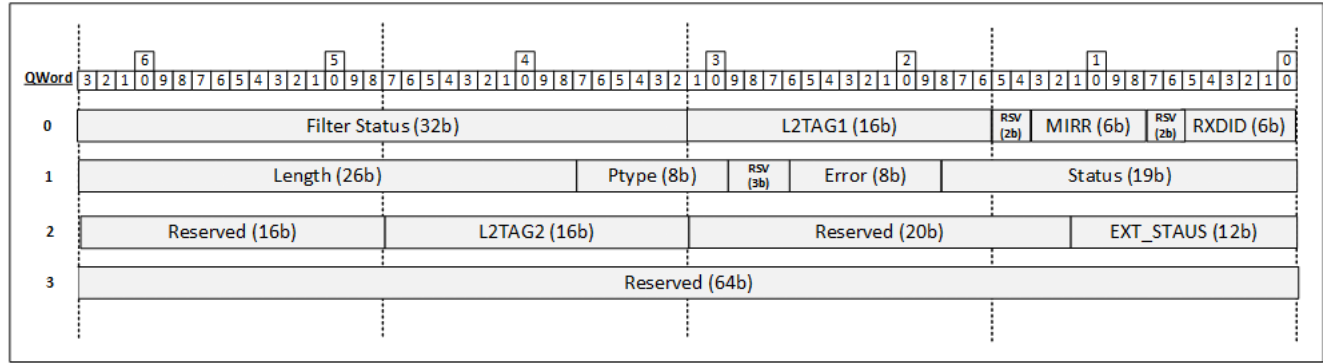 6 5 4 3 2 1 0
QWord 3 2 1 0 9 8 7 6 5 4 3 2 1 0 9 8 7 6 5 4 3 2 1 0 9 8 7 6 5 4 3 2 1 0 9 8 7 6 5 4 3 2 1 0 9 8 7 6 5 4 3 2 1 0 9 8 7 6 5 4 3 2 1 0
0 Filter Status (32b) L2TAG1 (16b) RSV (2b) MIRR (6b) RSV (2b) RXDID (6b)
1 Length (26b) Ptype (8b) RSV (3b) Error (8b) Status (19b)
2 Reserved (16b) L2TAG2 (16b) Reserved (20b) EXT_STAUS (12b)
3 Reserved (64b)